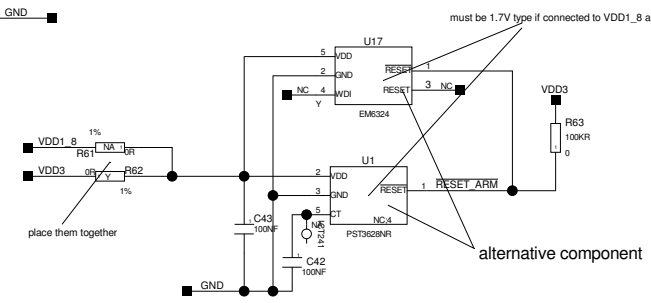 GND
must be 1.7V type if connected to VDD1_8 a
U17
5 VDD
2 GND
NC 4 WDI
Y
RESET 1
RESET 3 NC
EM6324
VDD3
R63
100KR
0
1%
VDD1_8
NA 1
R61 0R
VDD3
0R Y R62
1%
place them together
U1
2 VDD
3 GND
5 CT
RESET 1 RESET_ARM
NC;4
PST3628NR
C43
100NF
C42
100NF
GND
alternative component